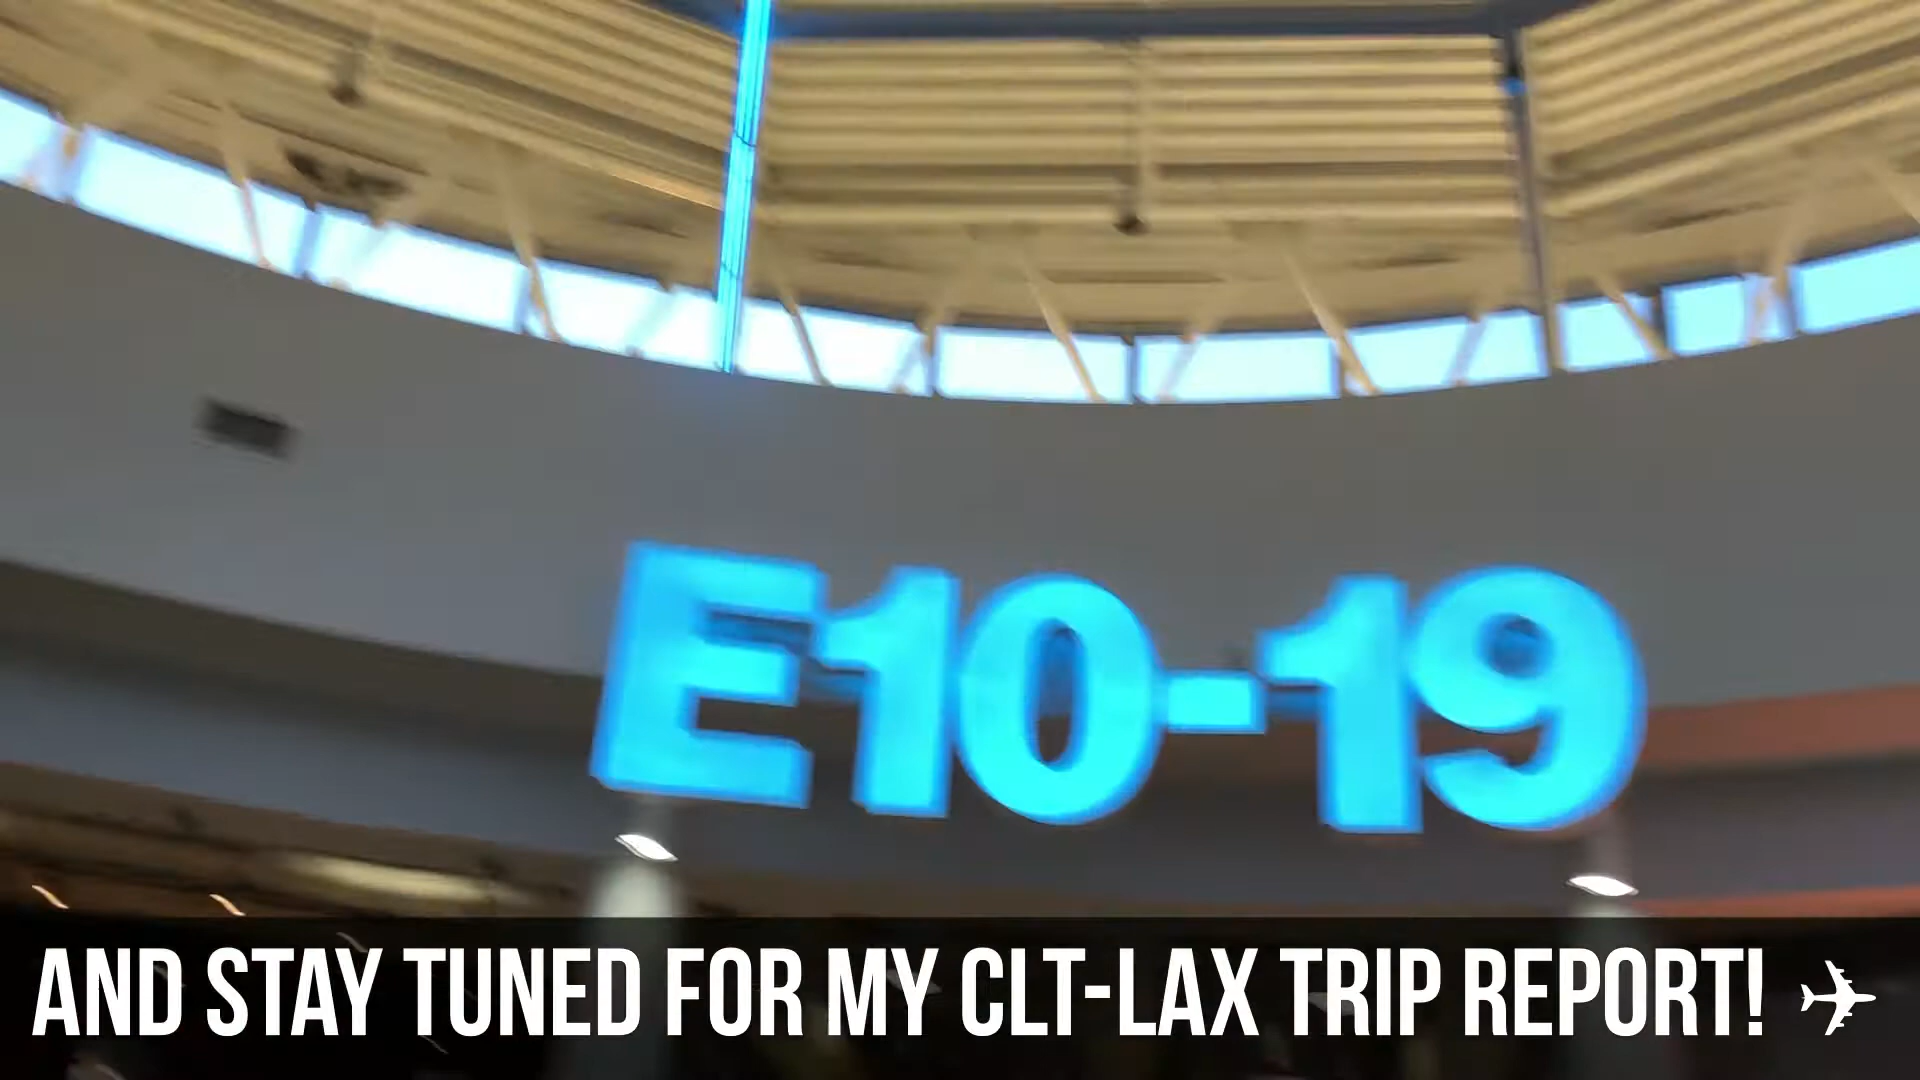 E10-19
AND STAY TUNED FOR MY CLT-LAX TRIP REPORT! ✈